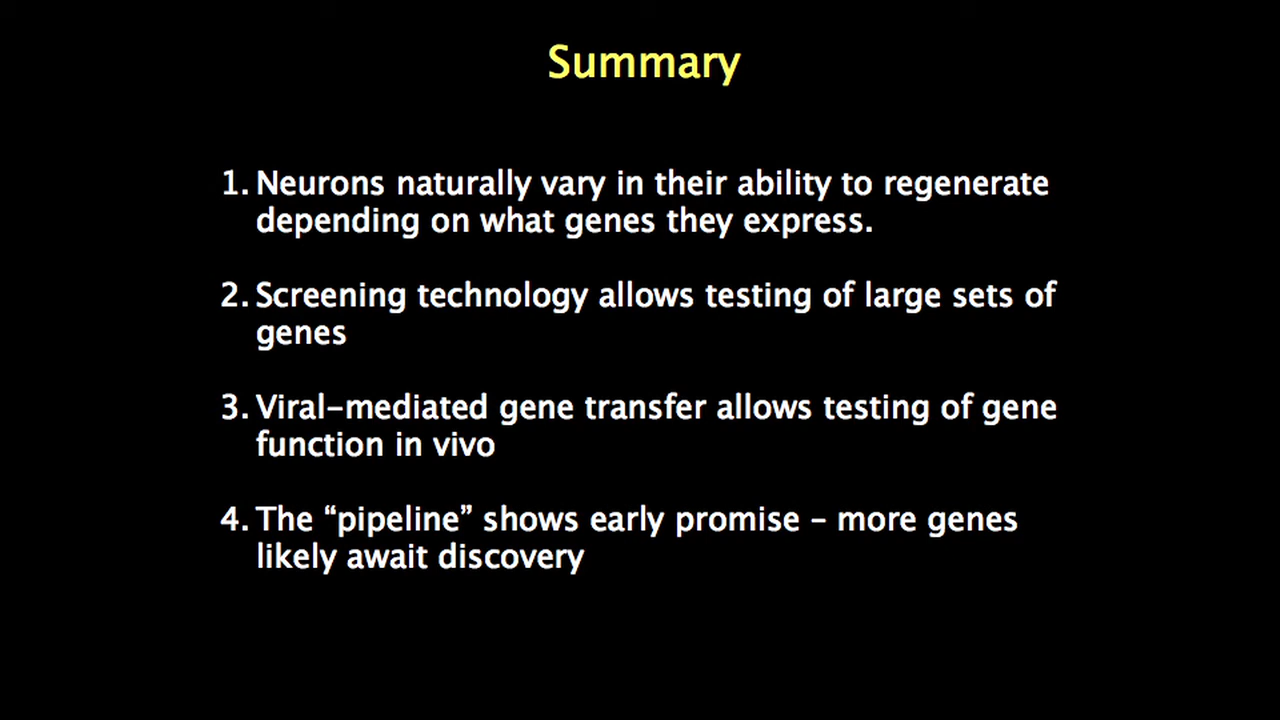 Summary
1. Neurons naturally vary in their ability to regenerate
depending on what genes they express.
2. Screening technology allows testing of large sets of
genes
3. Viral-mediated gene transfer allows testing of gene
function in vivo
4. The “pipeline” shows early promise – more genes
likely await discovery